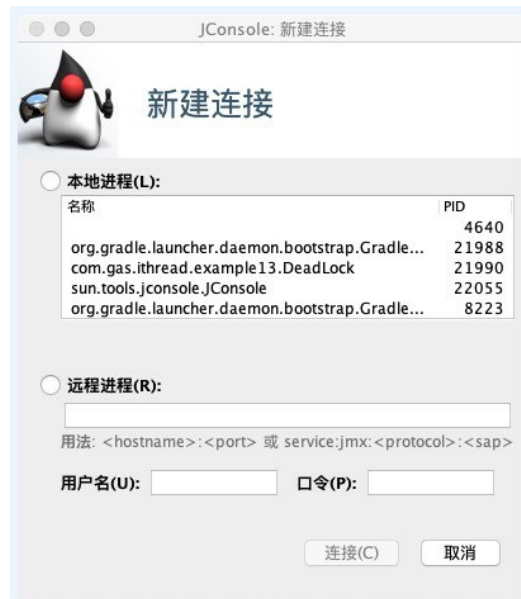 JConsole: 新建连接
新建连接
本地进程(L):
名称 PID
4640
org.gradle.launcher.daemon.bootstrap.Gradle... 21988
com.gas.ithread.example13.DeadLock 21990
sun.tools.jconsole.JConsole 22055
org.gradle.launcher.daemon.bootstrap.Gradle... 8223
远程进程(R):
用法: <hostname>:<port> 或 service:jmx:<protocol>:<sap>
用户名(U): 口令(P):
连接(C) 取消